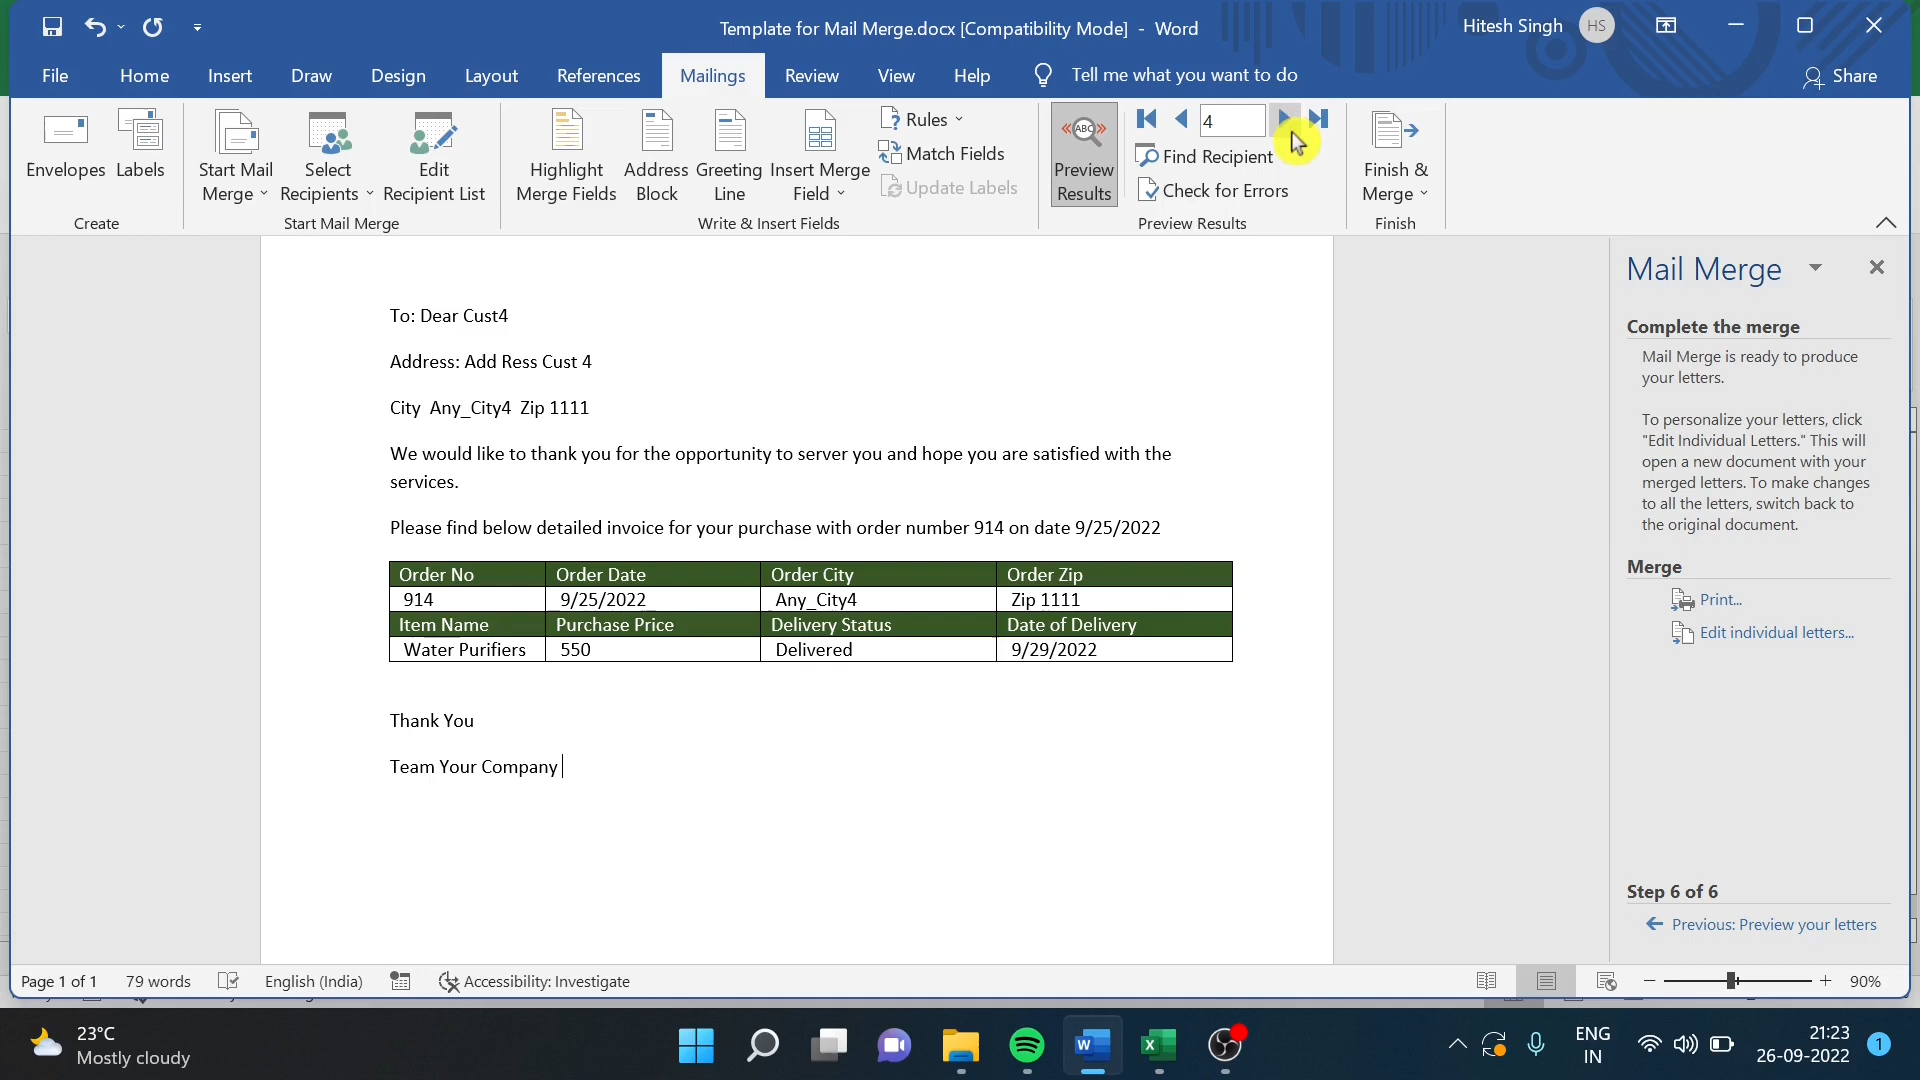 Template for Mail Merge.docx [Compatibility Mode] - Word
Hitesh Singh HS
File Home Insert Draw Design Layout References Mailings Review View Help Tell me what you want to do Share
Envelopes
Labels
Create
Start Mail
Merge
Select
Recipients
Edit
Recipient List
Start Mail Merge
Highlight
Merge Fields
Address
Block
Greeting
Line
Insert Merge
Field
Rules
Match Fields
Update Labels
Write & Insert Fields
ABC
Preview
Results
4
Find Recipient
Check for Errors
Preview Results
Finish &
Merge
Finish
To: Dear Cust4
Address: Add Ress Cust 4
City Any_City4 Zip 1111
We would like to thank you for the opportunity to server you and hope you are satisfied with the
services.
Please find below detailed invoice for your purchase with order number 914 on date 9/25/2022
Order No Order Date Order City Order Zip
914 9/25/2022 Any_City4 Zip 1111
Item Name Purchase Price Delivery Status Date of Delivery
Water Purifiers 550 Delivered 9/29/2022
Thank You
Team Your Company
Mail Merge
Complete the merge
Mail Merge is ready to produce
your letters.
To personalize your letters, click
"Edit Individual Letters." This will
open a new document with your
merged letters. To make changes
to all the letters, switch back to
the original document.
Merge
Print...
Edit individual letters...
Step 6 of 6
Previous: Preview your letters
Page 1 of 1 79 words English (India) Accessibility: Investigate 90%
23°C
Mostly cloudy
ENG
IN
21:23
26-09-2022
1